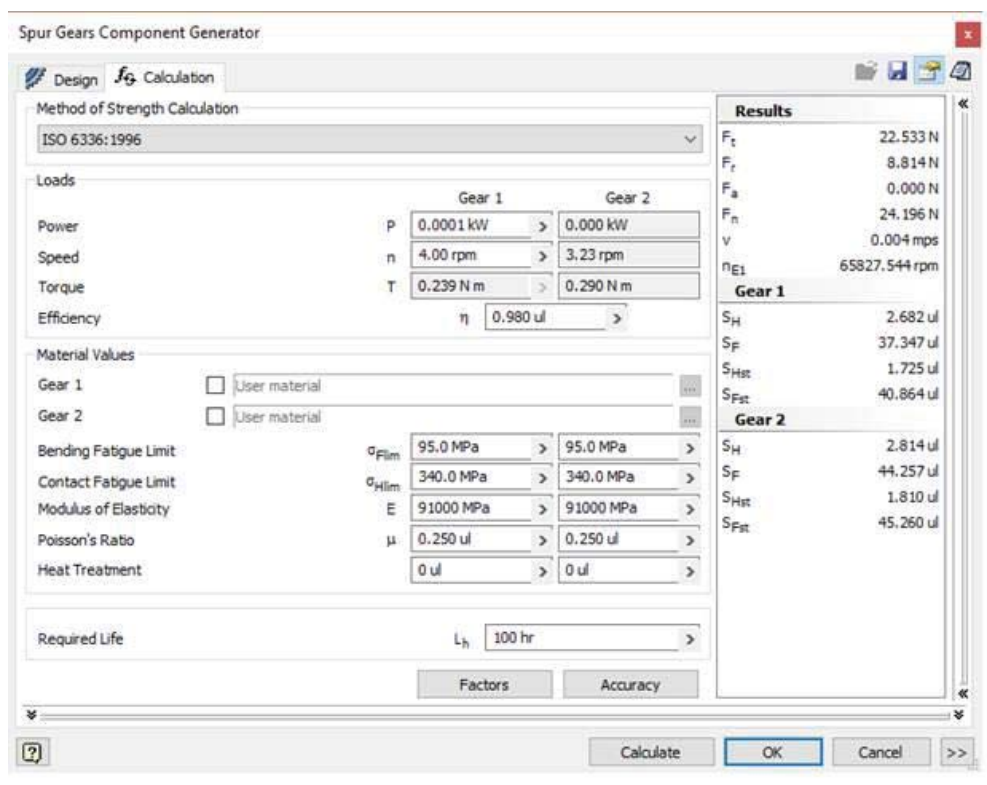 Spur Gears Component Generator
x
Design
fG Calculation
Method of Strength Calculation
ISO 6336:1996
Loads
Gear 1 Gear 2
Power P 0.0001 kW > 0.000 kW
Speed n 4.00 rpm > 3.23 rpm
Torque T 0.239 N m > 0.290 N m
Efficiency η 0.980 ul >
Material Values
Gear 1 User material ...
Gear 2 User material ...
Bending Fatigue Limit σFlim 95.0 MPa > 95.0 MPa >
Contact Fatigue Limit σHlim 340.0 MPa > 340.0 MPa >
Modulus of Elasticity E 91000 MPa > 91000 MPa >
Poisson's Ratio μ 0.250 ul > 0.250 ul >
Heat Treatment 0 ul > 0 ul >
Required Life Lh 100 hr >
Factors Accuracy
Results
Ft 22.533 N
Fr 8.814 N
Fa 0.000 N
Fn 24.196 N
v 0.004 mps
nE1 65827.544 rpm
Gear 1
SH 2.682 ul
SF 37.347 ul
SHst 1.725 ul
SFst 40.864 ul
Gear 2
SH 2.814 ul
SF 44.257 ul
SHst 1.810 ul
SFst 45.260 ul
? Calculate OK Cancel >>